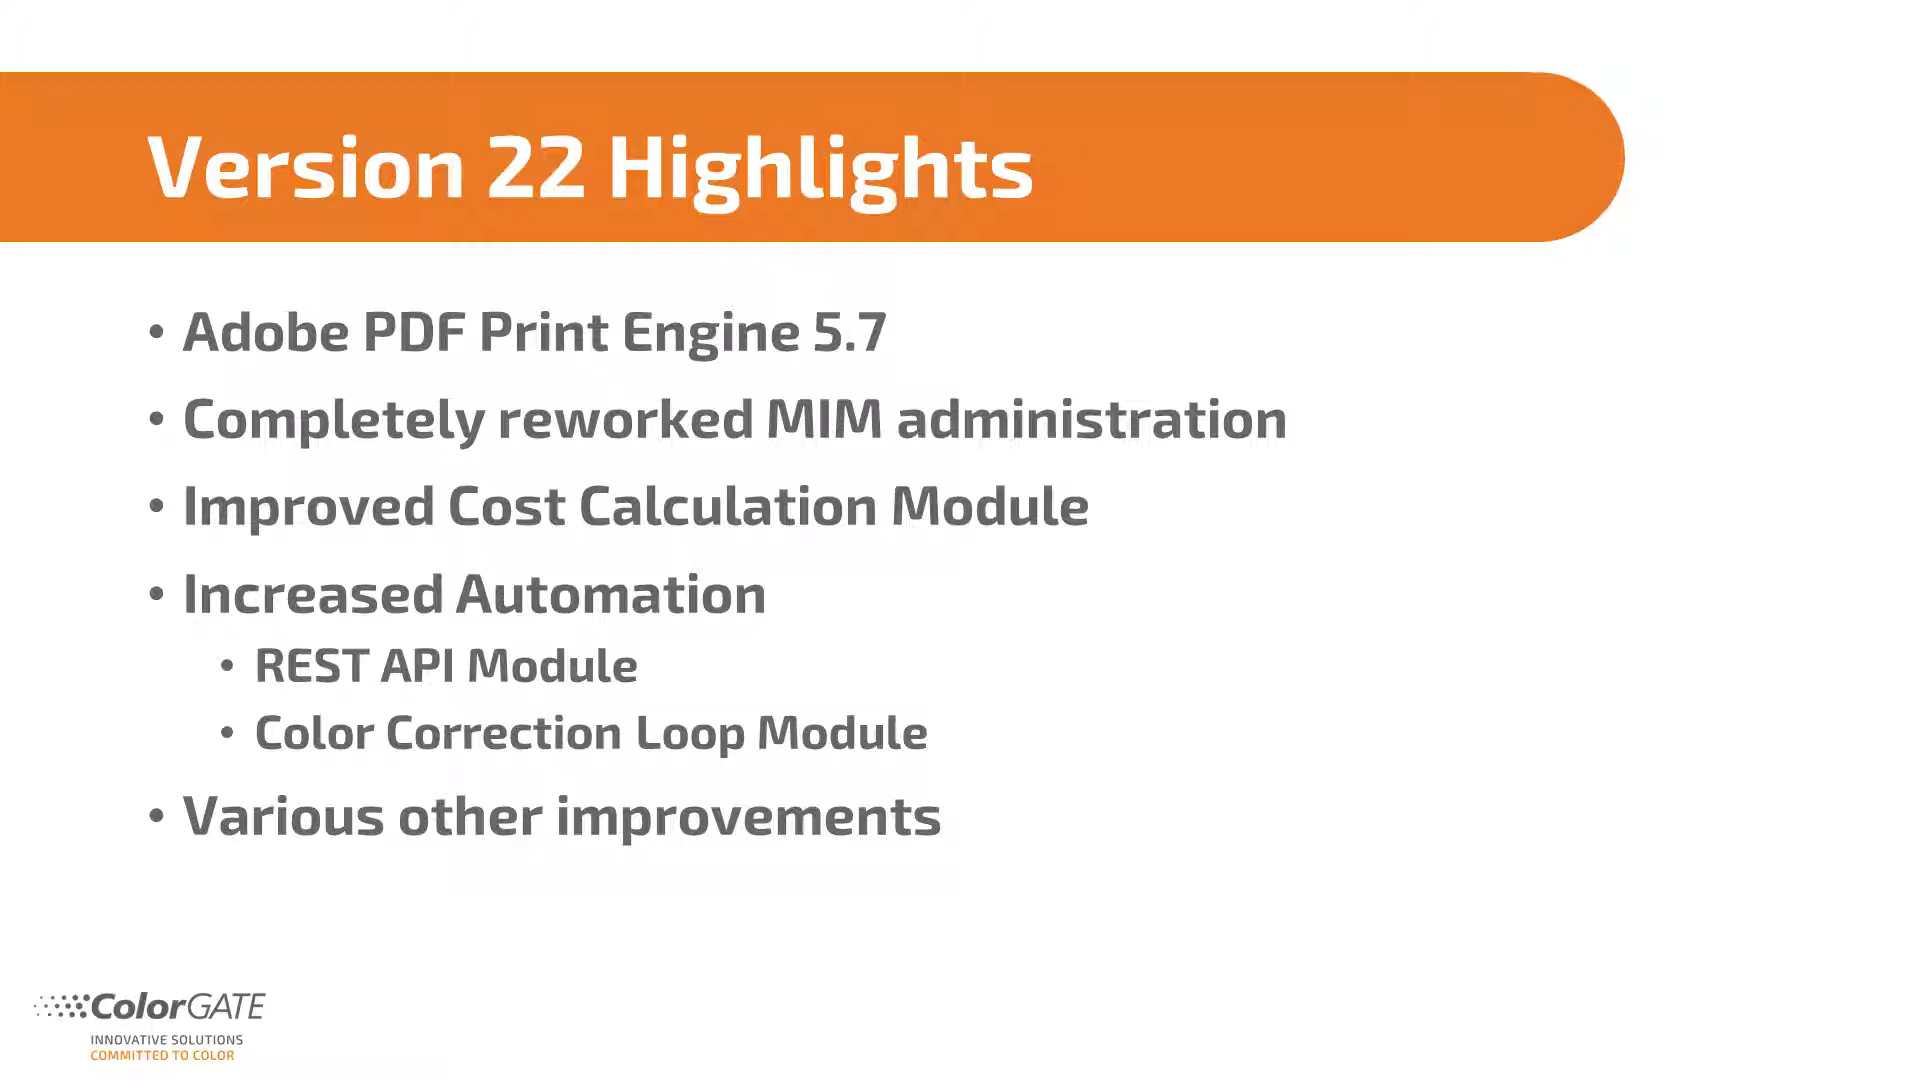 Version 22 Highlights
• Adobe PDF Print Engine 5.7
• Completely reworked MIM administration
• Improved Cost Calculation Module
• Increased Automation
• REST API Module
• Color Correction Loop Module
• Various other improvements
ColorGATE
INNOVATIVE SOLUTIONS
COMMITTED TO COLOR